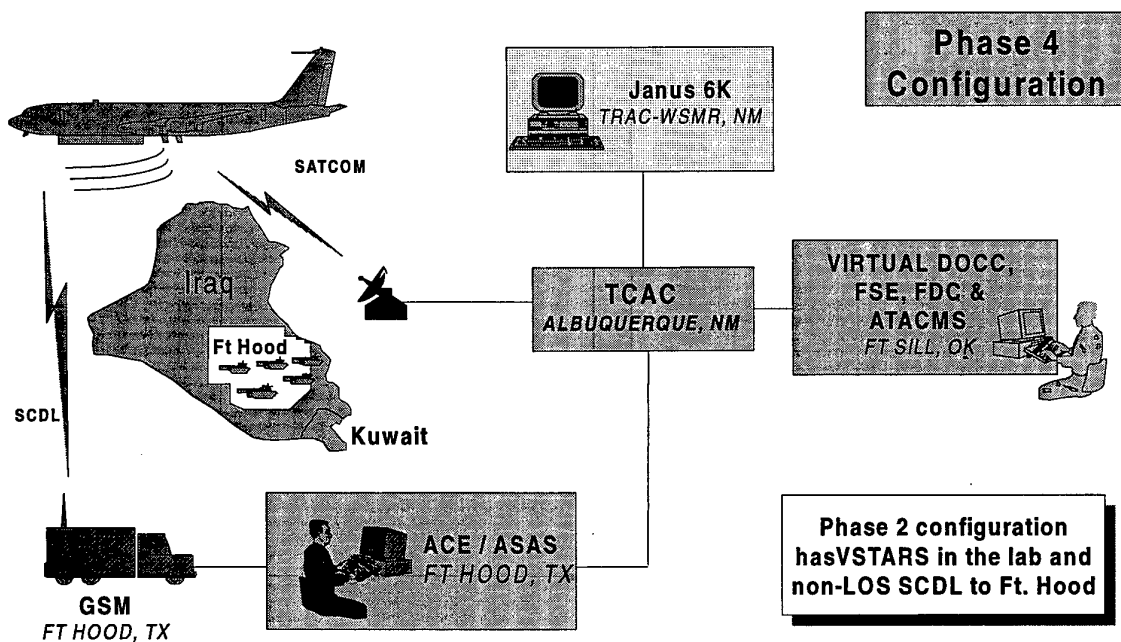 Phase 4
Configuration
Janus 6K
TRAC-WSMR, NM
SATCOM
Iraq
Ft Hood
Kuwait
SCDL
TCAC
ALBUQUERQUE, NM
VIRTUAL DOCC,
FSE, FDC &
ATACMS
FT SILL, OK
GSM
FT HOOD, TX
ACE / ASAS
FT HOOD, TX
Phase 2 configuration
hasVSTARS in the lab and
non-LOS SCDL to Ft. Hood